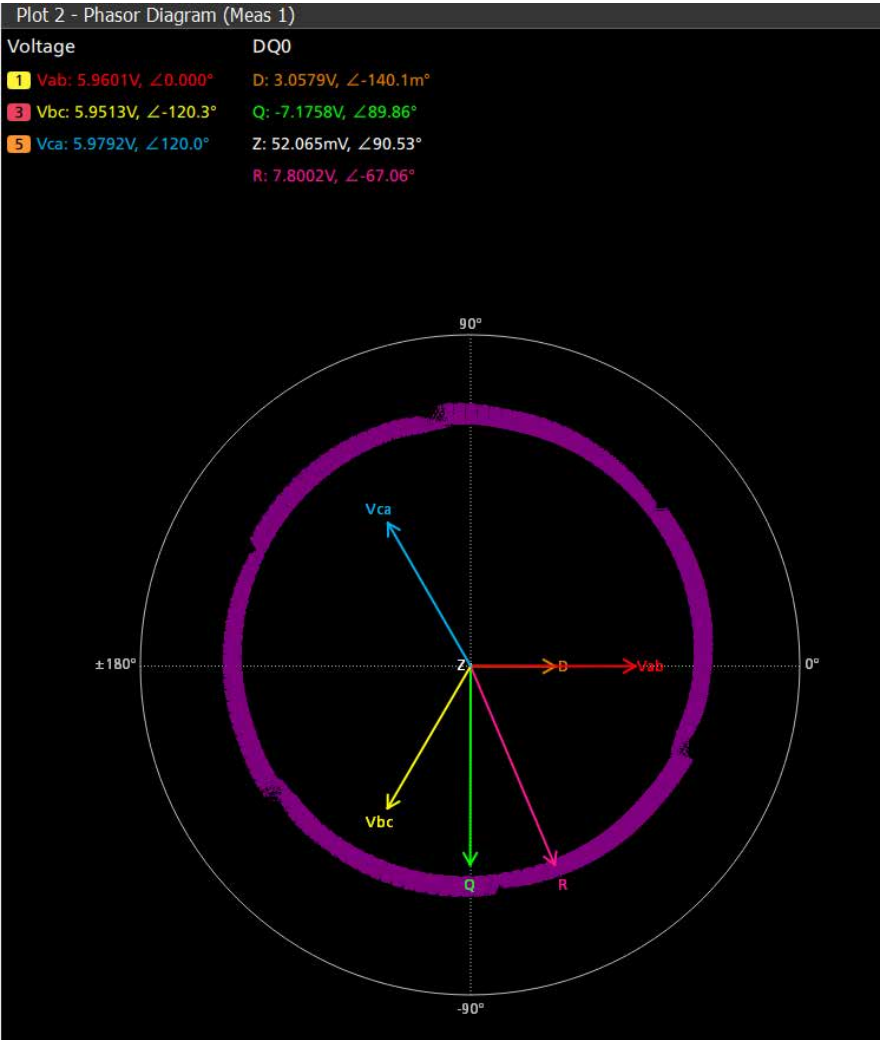 Plot 2 - Phasor Diagram (Meas 1)
Voltage DQ0
1 Vab: 5.9601V, ∠0.000° D: 3.0579V, ∠-140.1m°
3 Vbc: 5.9513V, ∠-120.3° Q: -7.1758V, ∠89.86°
5 Vca: 5.9792V, ∠120.0° Z: 52.065mV, ∠90.53°
R: 7.8002V, ∠-67.06°
90°
Vca
±180° Z D Vab 0°
Vbc
Q R
-90°